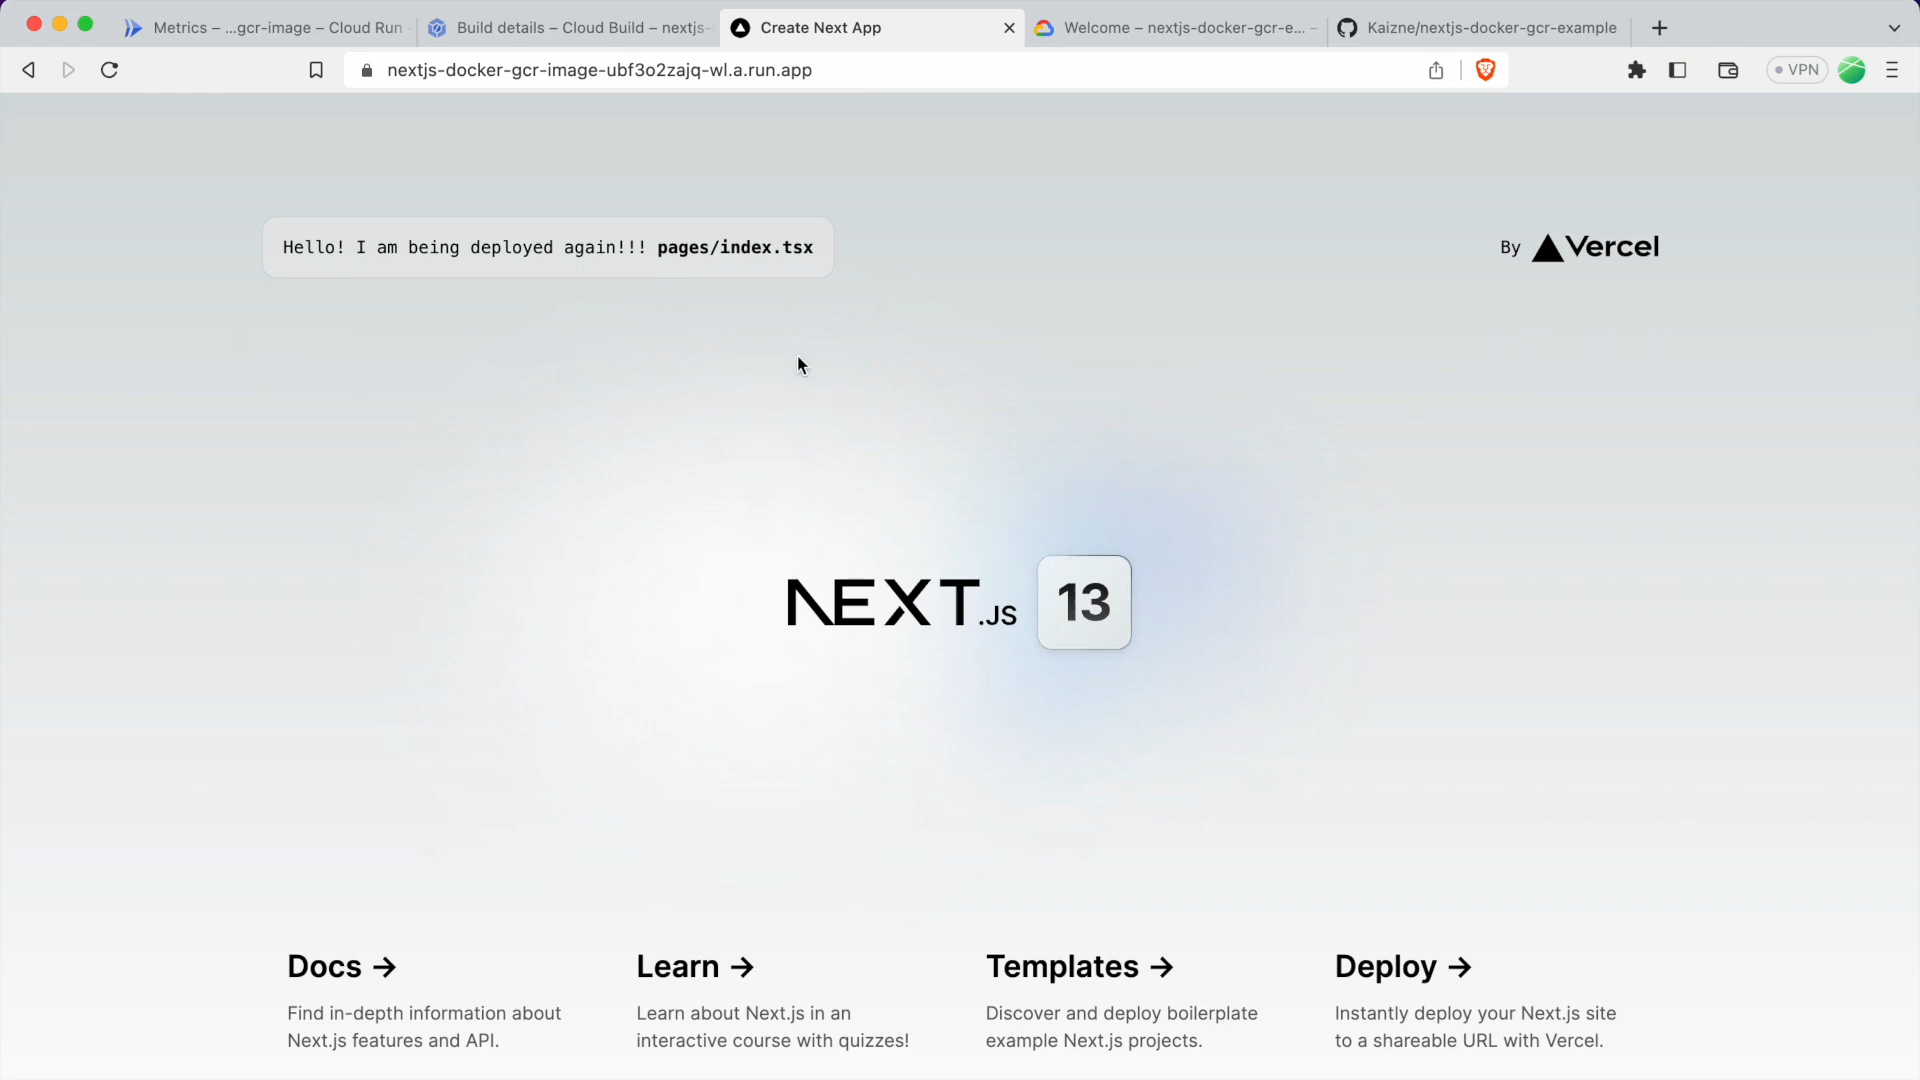 Metrics – ...gcr-image – Cloud Run
Build details – Cloud Build – nextjs-
Create Next App
Welcome – nextjs-docker-gcr-e... –
Kaizne/nextjs-docker-gcr-example
nextjs-docker-gcr-image-ubf3o2zajq-wl.a.run.app
VPN
Hello! I am being deployed again!!! pages/index.tsx
By Vercel
NEXT.JS 13
Docs ->
Learn ->
Templates ->
Deploy ->
Find in-depth information about
Next.js features and API.
Learn about Next.js in an
interactive course with quizzes!
Discover and deploy boilerplate
example Next.js projects.
Instantly deploy your Next.js site
to a shareable URL with Vercel.